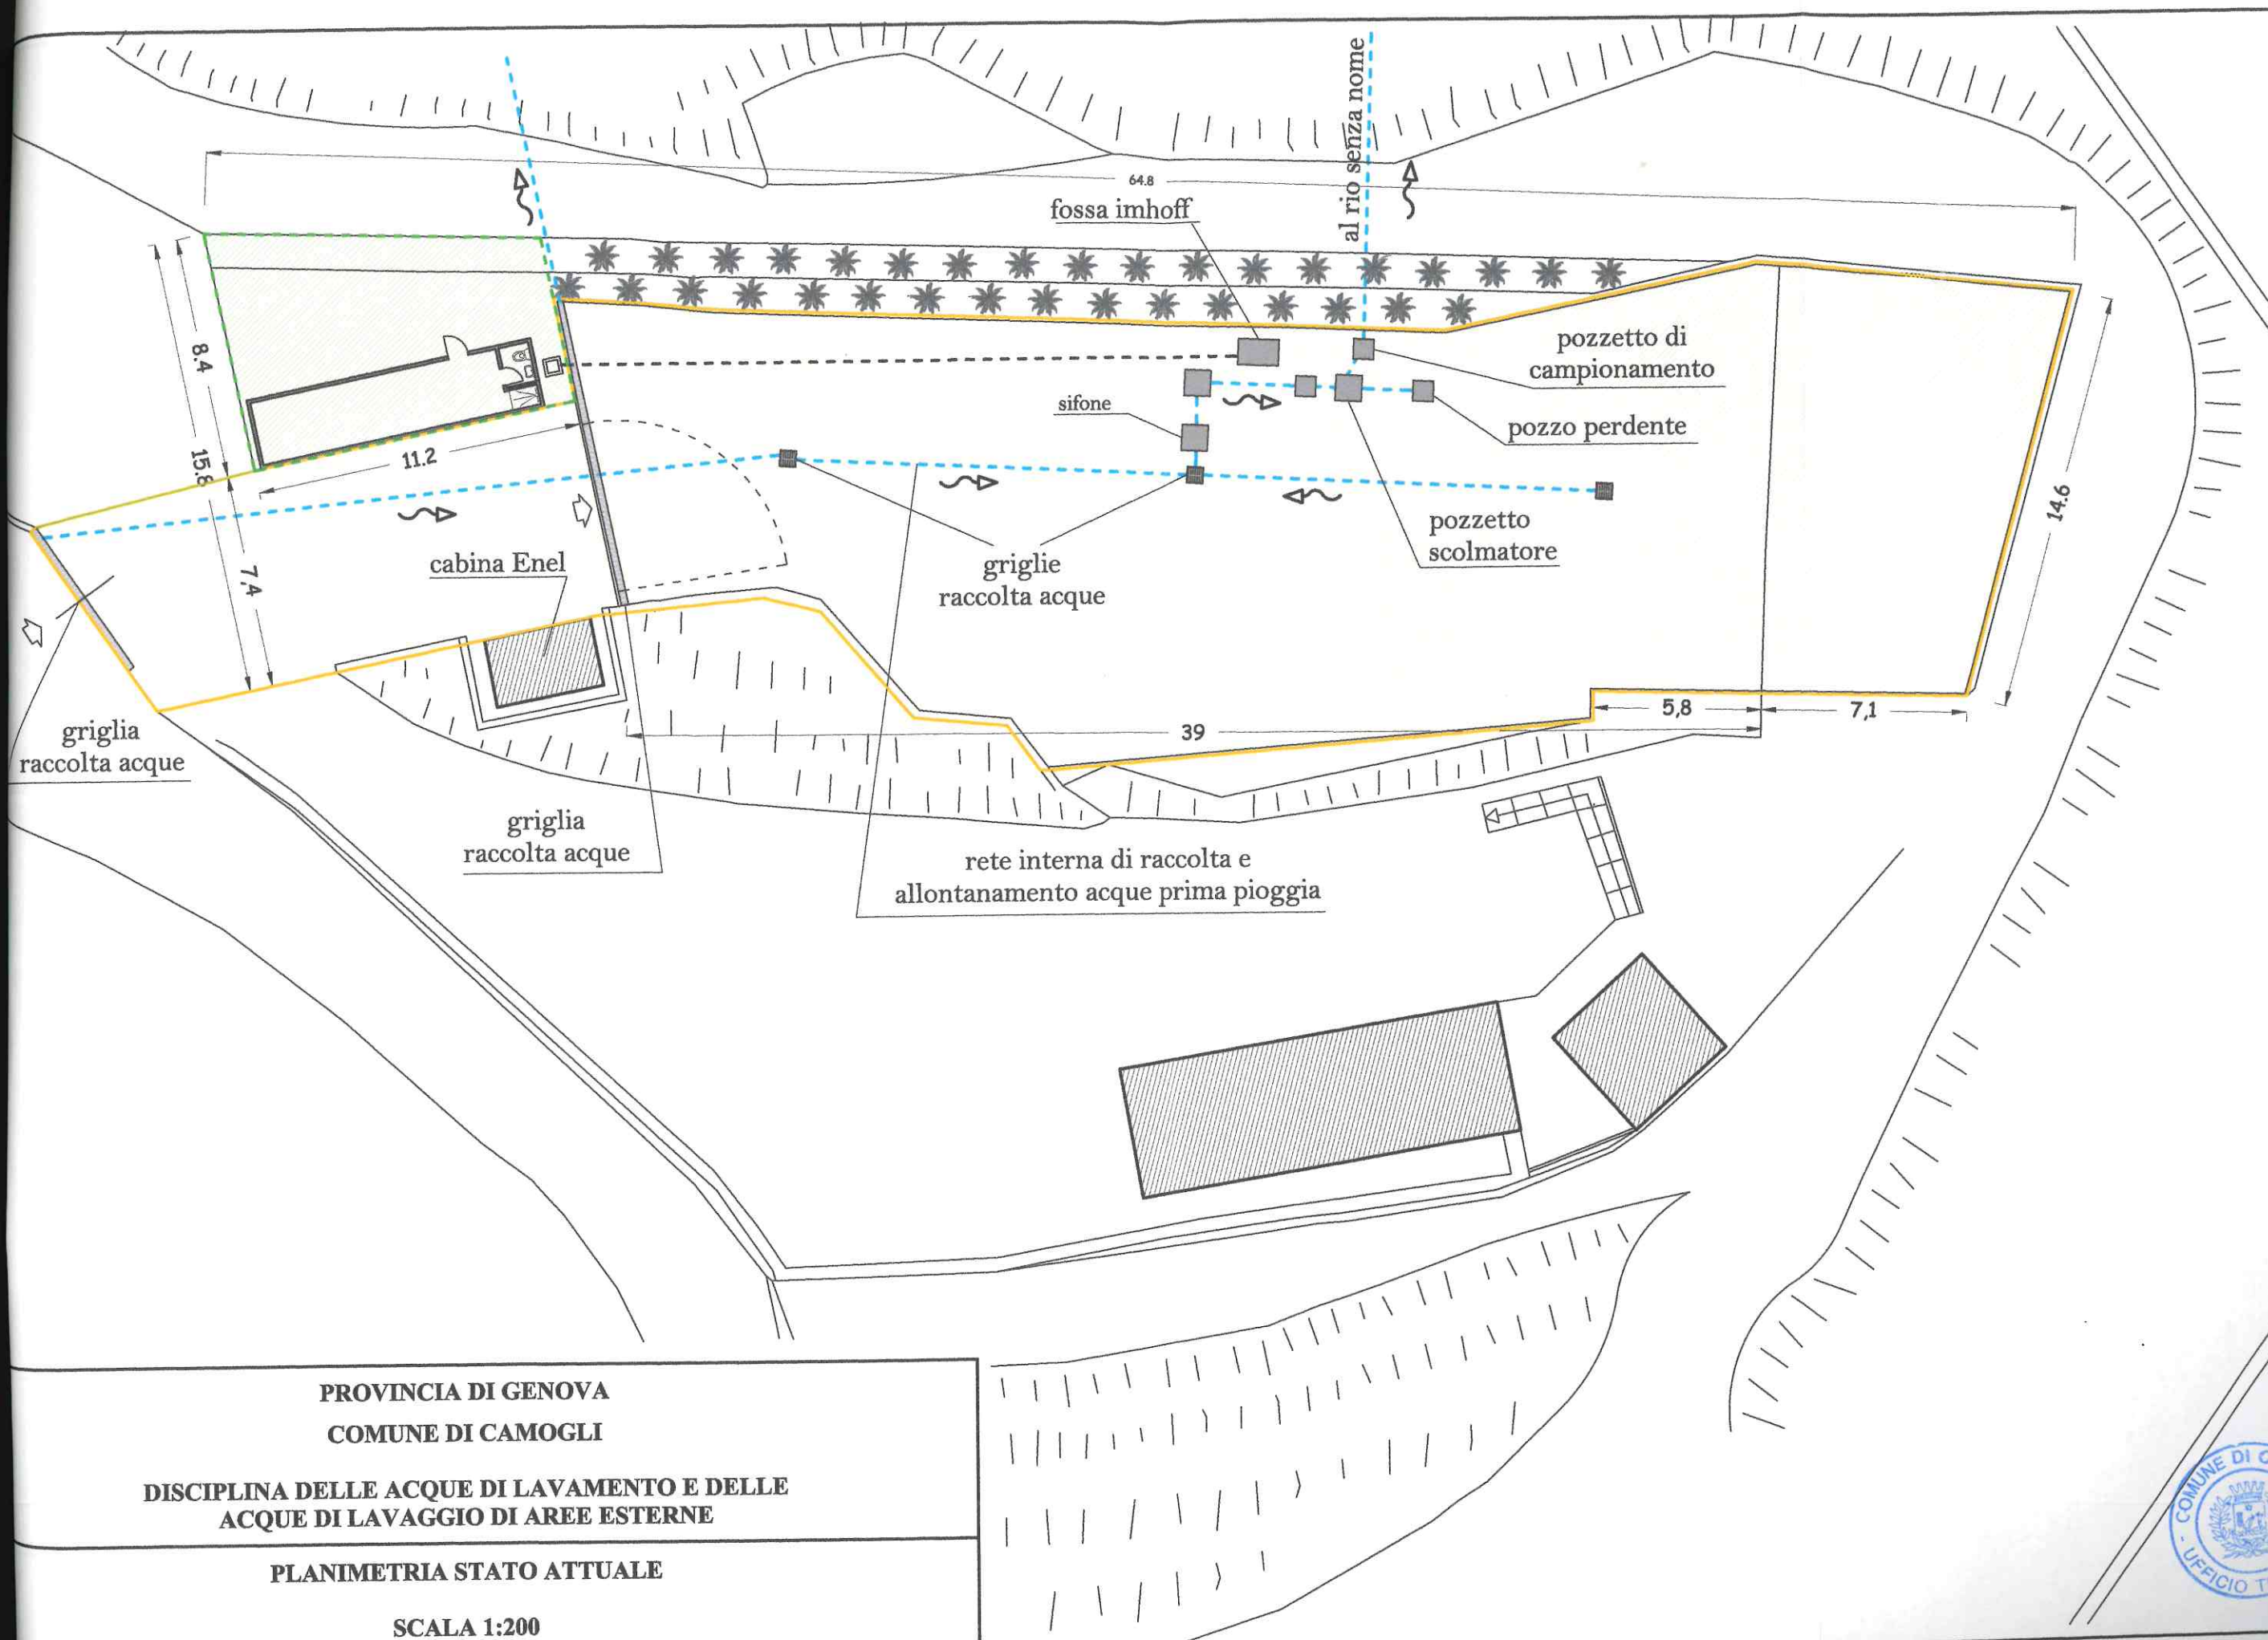 al rio senza nome
64.8
fossa imhoff
8.4
15.8
11.2
7,4
sifone
pozzetto di
campionamento
pozzo perdente
pozzetto
scolmatore
14.6
cabina Enel
griglie
raccolta acque
5,8
7,1
39
griglia
raccolta acque
griglia
raccolta acque
rete interna di raccolta e
allontanamento acque prima pioggia
PROVINCIA DI GENOVA
COMUNE DI CAMOGLI
DISCIPLINA DELLE ACQUE DI LAVAMENTO E DELLE
ACQUE DI LAVAGGIO DI AREE ESTERNE
PLANIMETRIA STATO ATTUALE
SCALA 1:200
COMUNE DI
UFFICIO